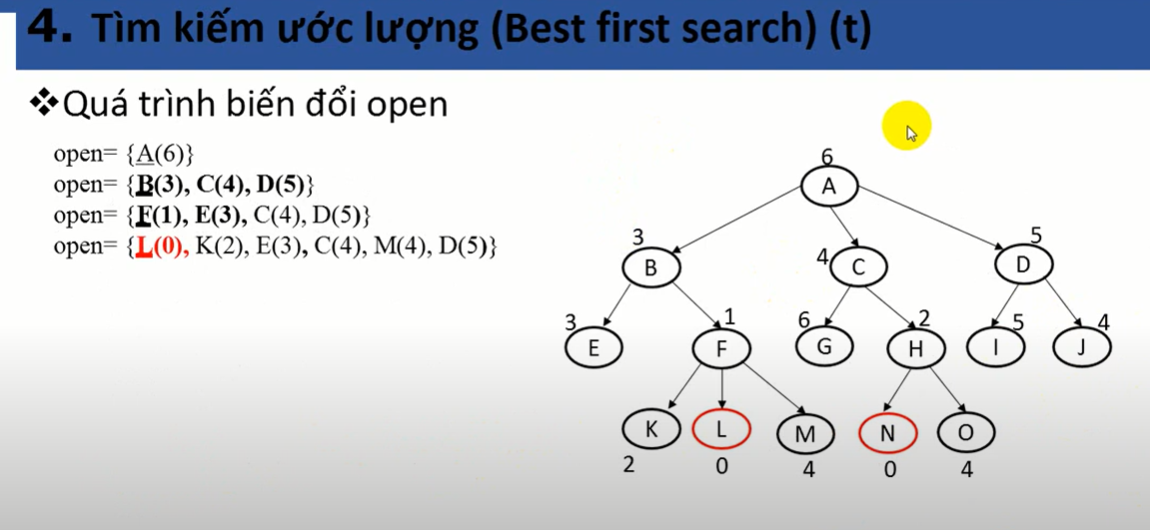 4. Tìm kiếm ước lượng (Best first search) (t)
❖Quá trình biến đổi open
open= {A(6)}
open= {B(3), C(4), D(5)}
open= {F(1), E(3), C(4), D(5)}
open= {L(0), K(2), E(3), C(4), M(4), D(5)}
6
A
3
B
4
C
5
D
3
E
1
F
6
G
2
H
5
I
4
J
K
L
M
N
O
2
0
4
0
4